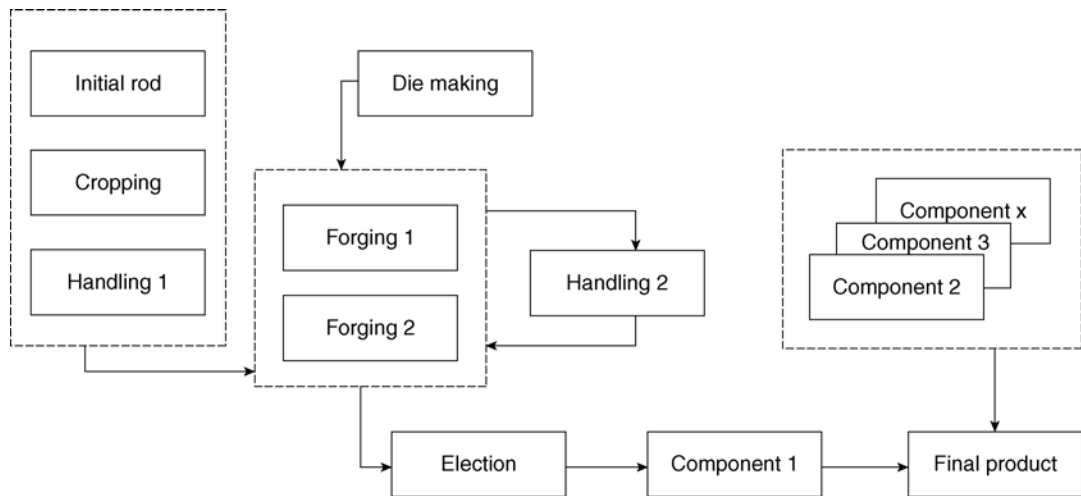 Initial rod
Cropping
Handling 1
Die making
Forging 1
Forging 2
Handling 2
Component x
Component 3
Component 2
Election
Component 1
Final product